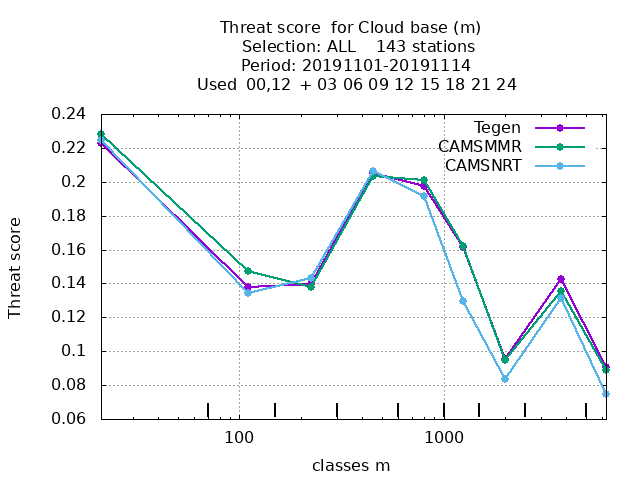 Threat score  for Cloud base (m)
Selection: ALL    143 stations
Period: 20191101-20191114
Used  00,12  + 03 06 09 12 15 18 21 24
Tegen
CAMSMMR
CAMSNRT
0.24
0.22
0.2
0.18
0.16
0.14
0.12
0.1
0.08
0.06
Threat score
100
1000
classes m